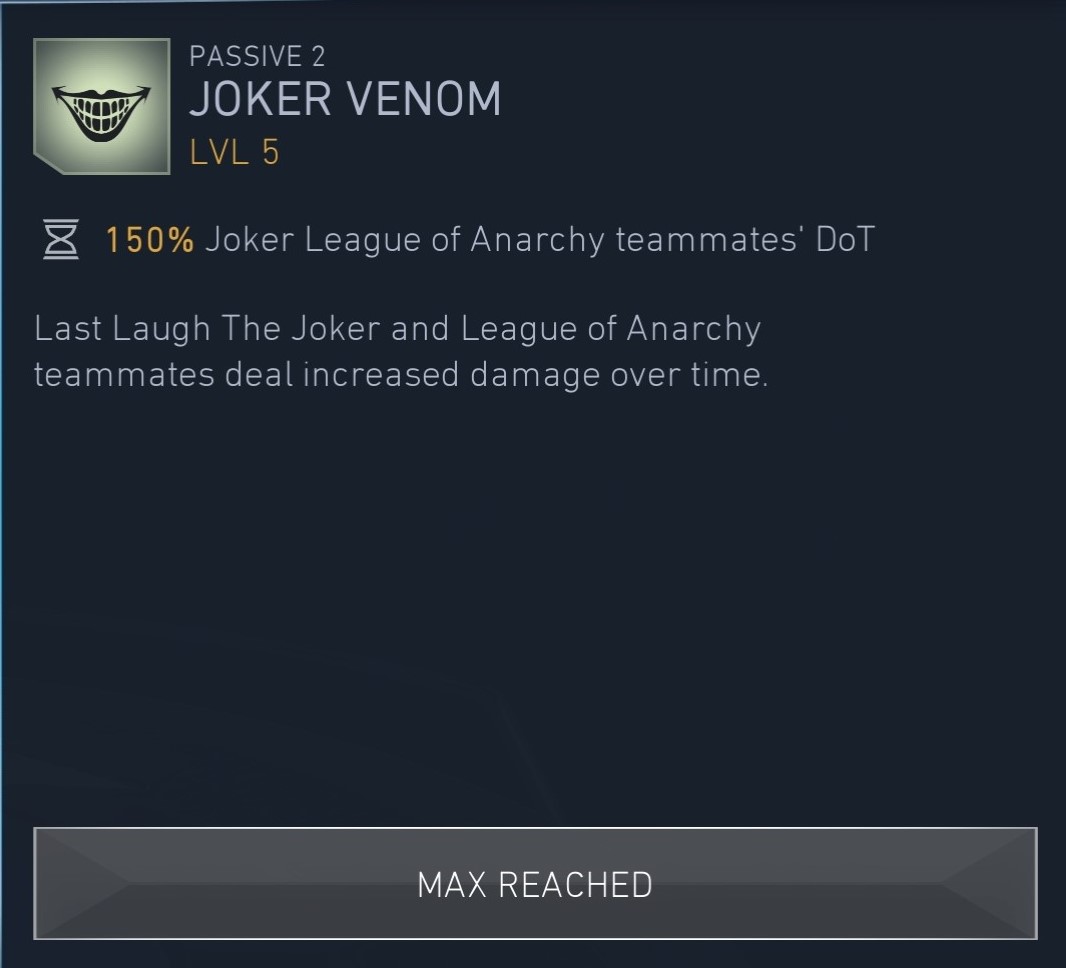 PASSIVE 2
JOKER VENOM
LVL 5
150% Joker League of Anarchy teammates' DoT
Last Laugh The Joker and League of Anarchy
teammates deal increased damage over time.
MAX REACHED